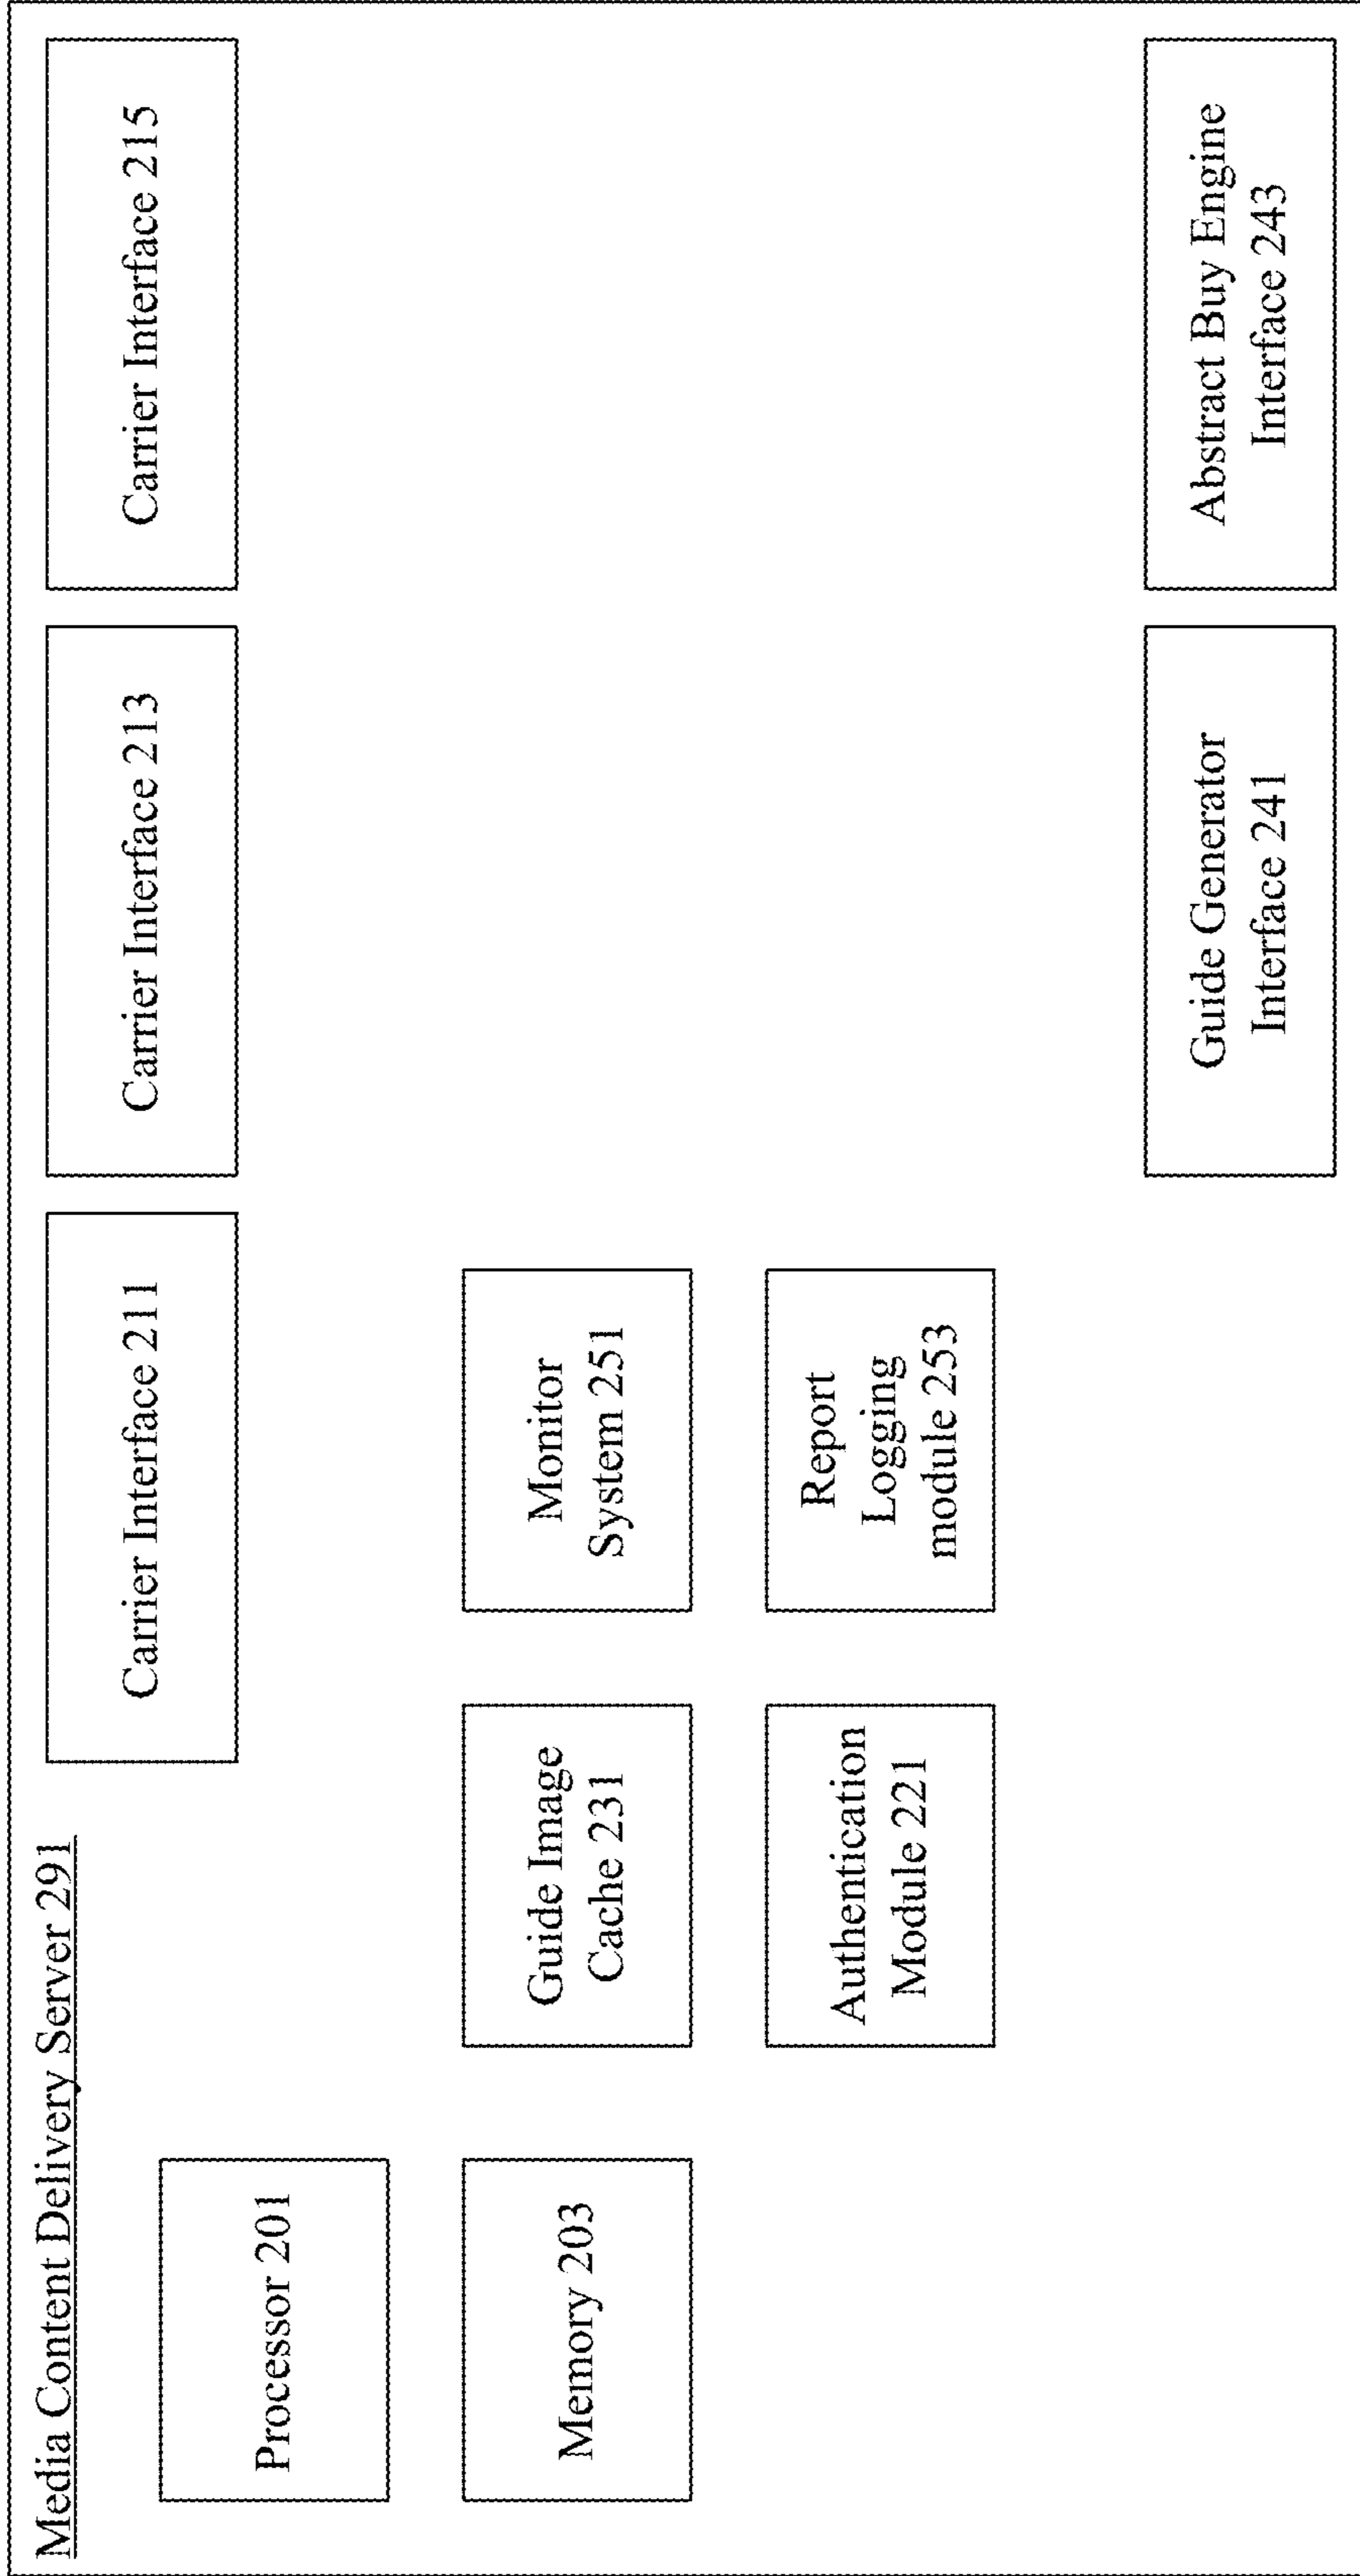 Media Content Delivery Server 291
Carrier Interface 211
Carrier Interface 213
Carrier Interface 215
Processor 201
Memory 203
Guide Image
Cache 231
Monitor
System 251
Authentication
Module 221
Report
Logging
module 253
Guide Generator
Interface 241
Abstract Buy Engine
Interface 243